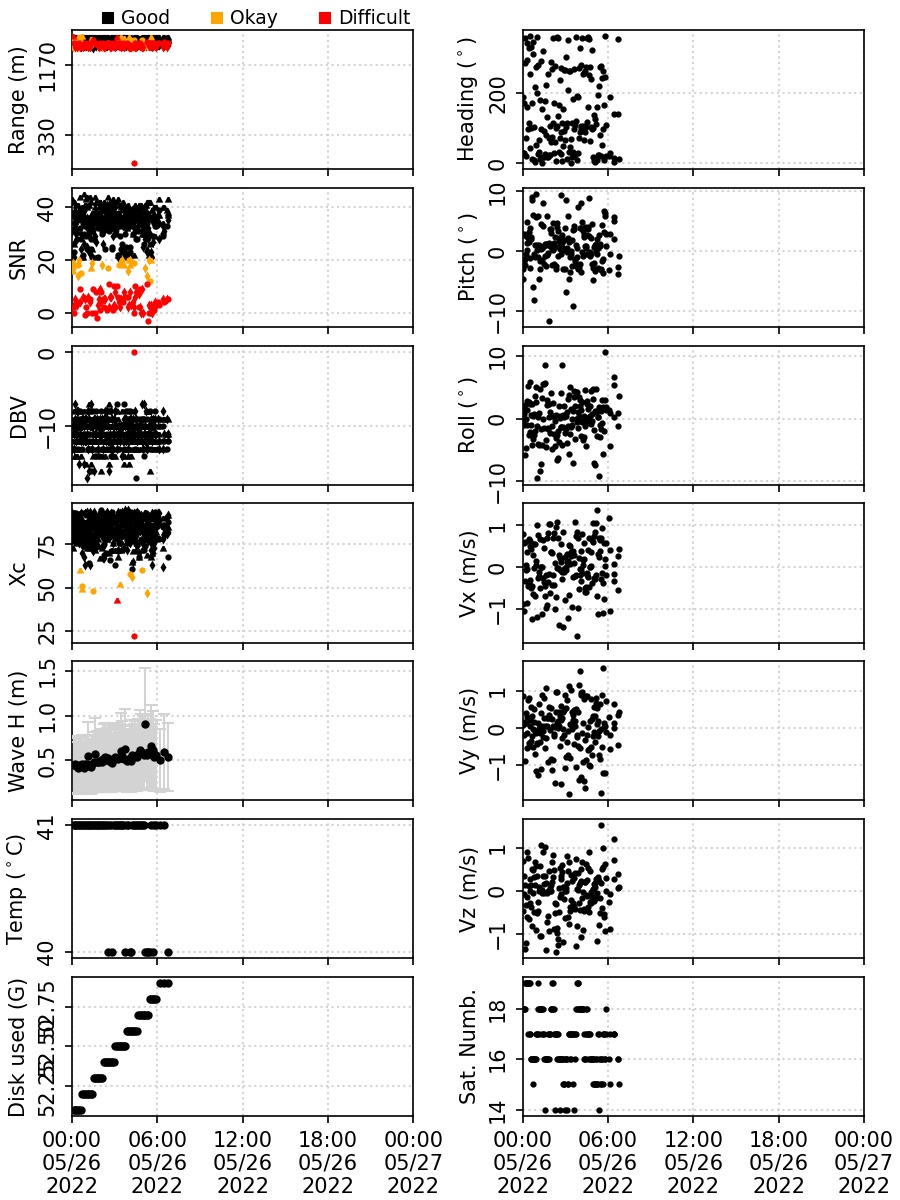 Good Okay Difficult
Range (m)
1170
330
Heading (°)
200
0
SNR
40
20
0
Pitch (°)
10
0
−10
DBV
0
−10
Roll (°)
10
0
−10
Xc
75
50
25
Vx (m/s)
1
0
−1
Wave H (m)
1.5
1.0
0.5
Vy (m/s)
1
0
−1
Temp (°C)
41
40
Vz (m/s)
1
0
−1
Disk used (G)
52.75
52.50
52.25
Sat. Numb.
18
16
14
00:00 06:00 12:00 18:00 00:00
05/26 05/26 05/26 05/26 05/27
2022 2022 2022 2022 2022
00:00 06:00 12:00 18:00 00:00
05/26 05/26 05/26 05/26 05/27
2022 2022 2022 2022 2022